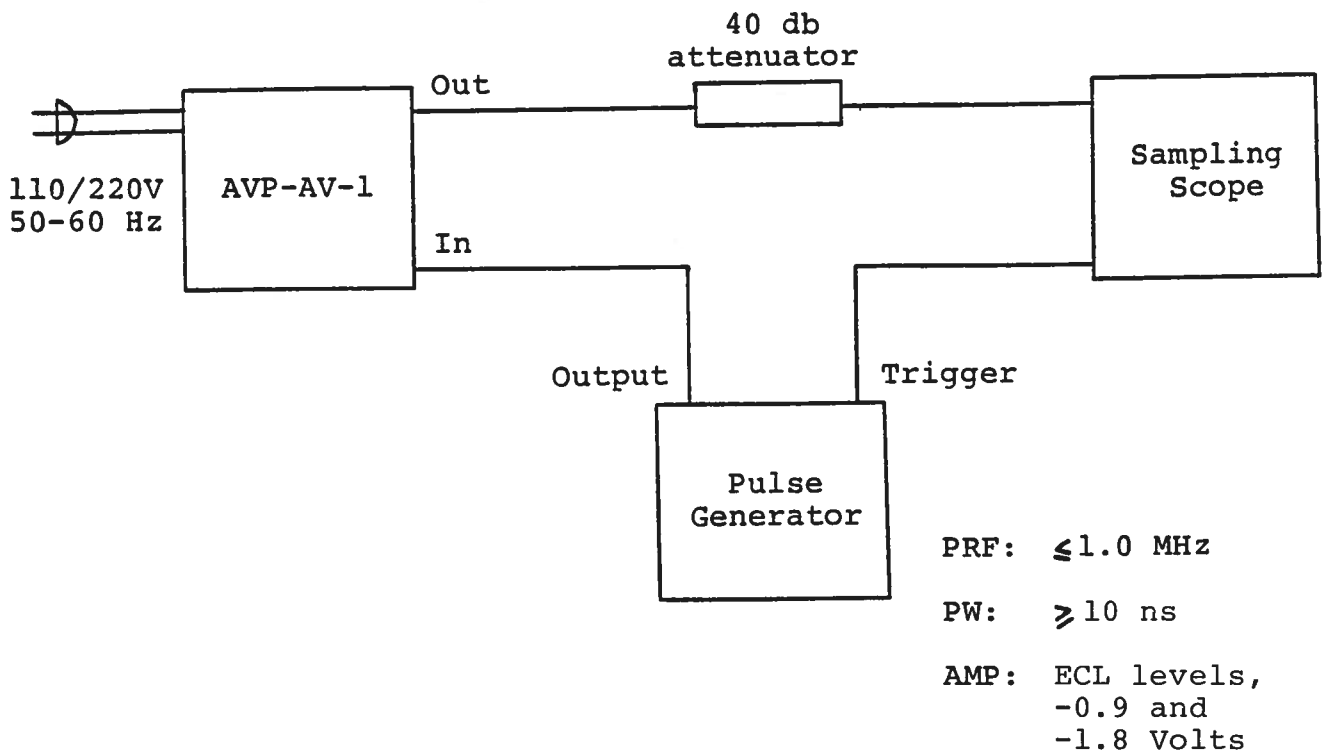 40 db
attenuator
Out
110/220V
50-60 Hz
AVP-AV-1
Sampling
Scope
In
Output
Trigger
Pulse
Generator
PRF: ≤1.0 MHz
PW: ≥10 ns
AMP: ECL levels,
-0.9 and
-1.8 Volts